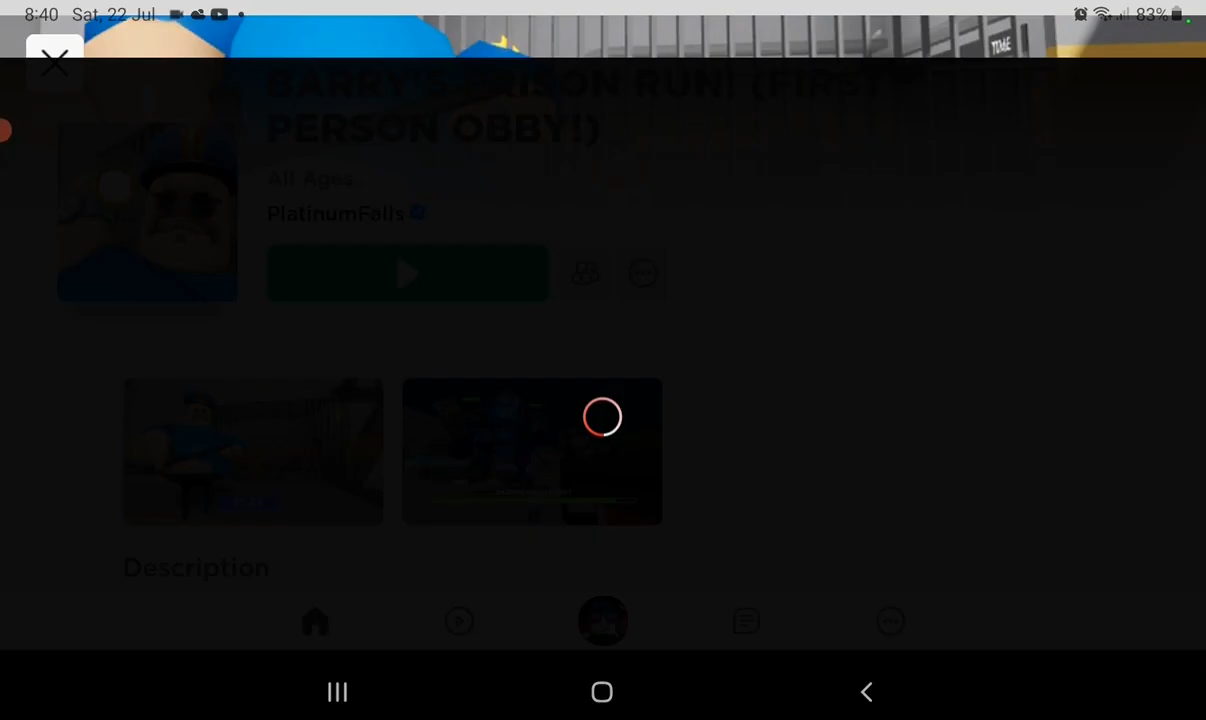 8:40 Sat, 22 Jul 83%
BARRY'S PRISON RUN! (FIRST
PERSON OBBY!)
All Ages
PlatinumFalls
Description